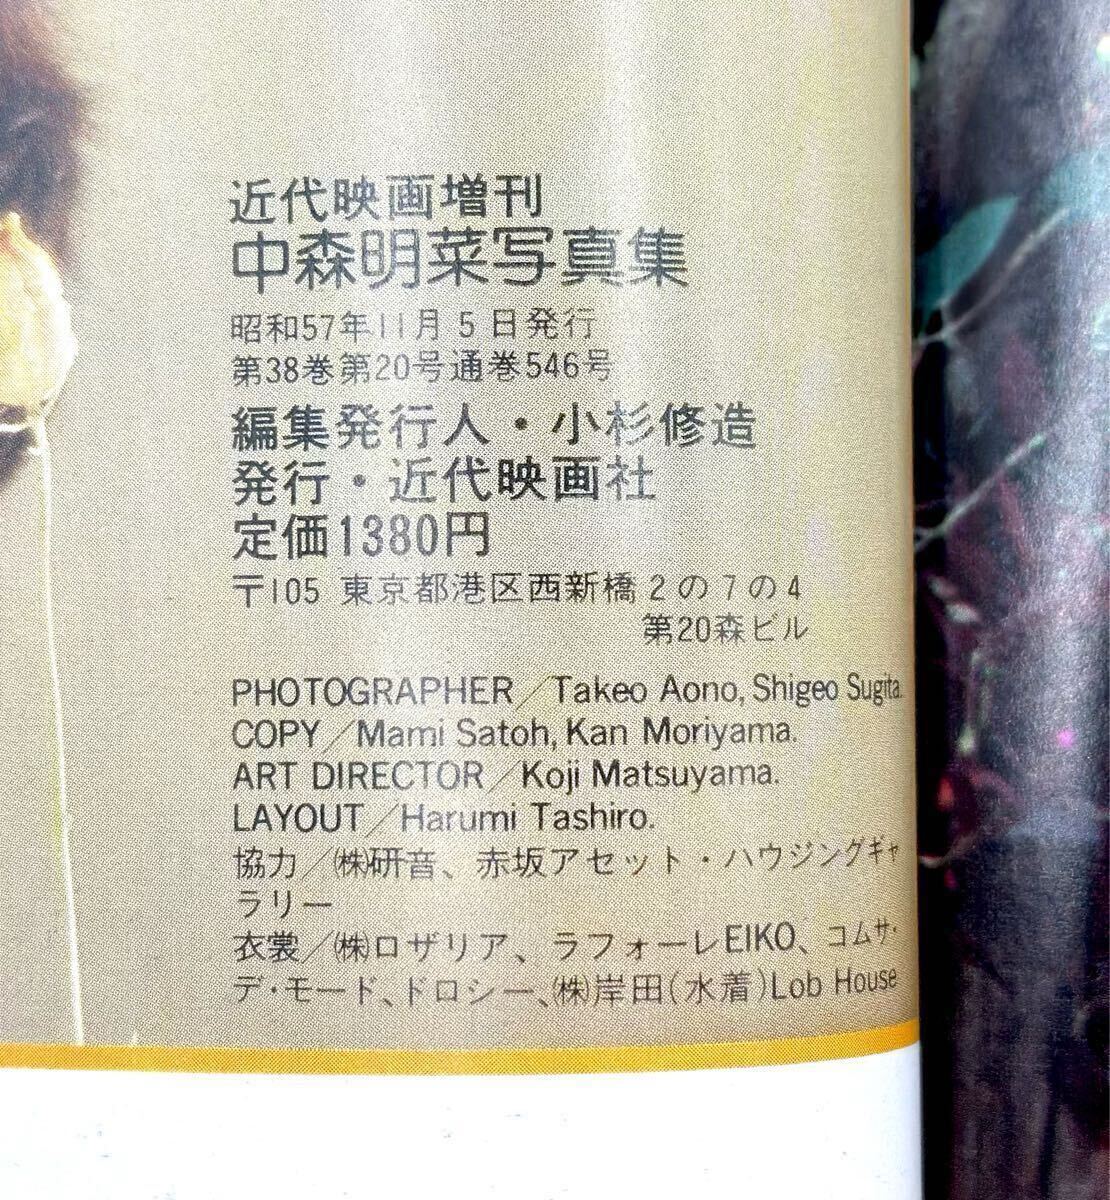 近代映画増刊
中森明菜写真集
昭和57年11月5日発行
第38巻第20号通巻546号
編集発行人・小杉修造
発行・近代映画社
定価1380円
〒105 東京都港区西新橋2の7の4
第20森ビル
PHOTOGRAPHER／Takeo Aono, Shigeo Sugita.
COPY／Mami Satoh, Kan Moriyama.
ART DIRECTOR／Koji Matsuyama.
LAYOUT／Harumi Tashiro.
協力／㈱研音、赤坂アセット・ハウジングギャ
ラリー
衣裳／㈱ロザリア、ラフォーレEIKO、コムサ・
デ・モード、ドロシー、㈱岸田(水着)Lob House